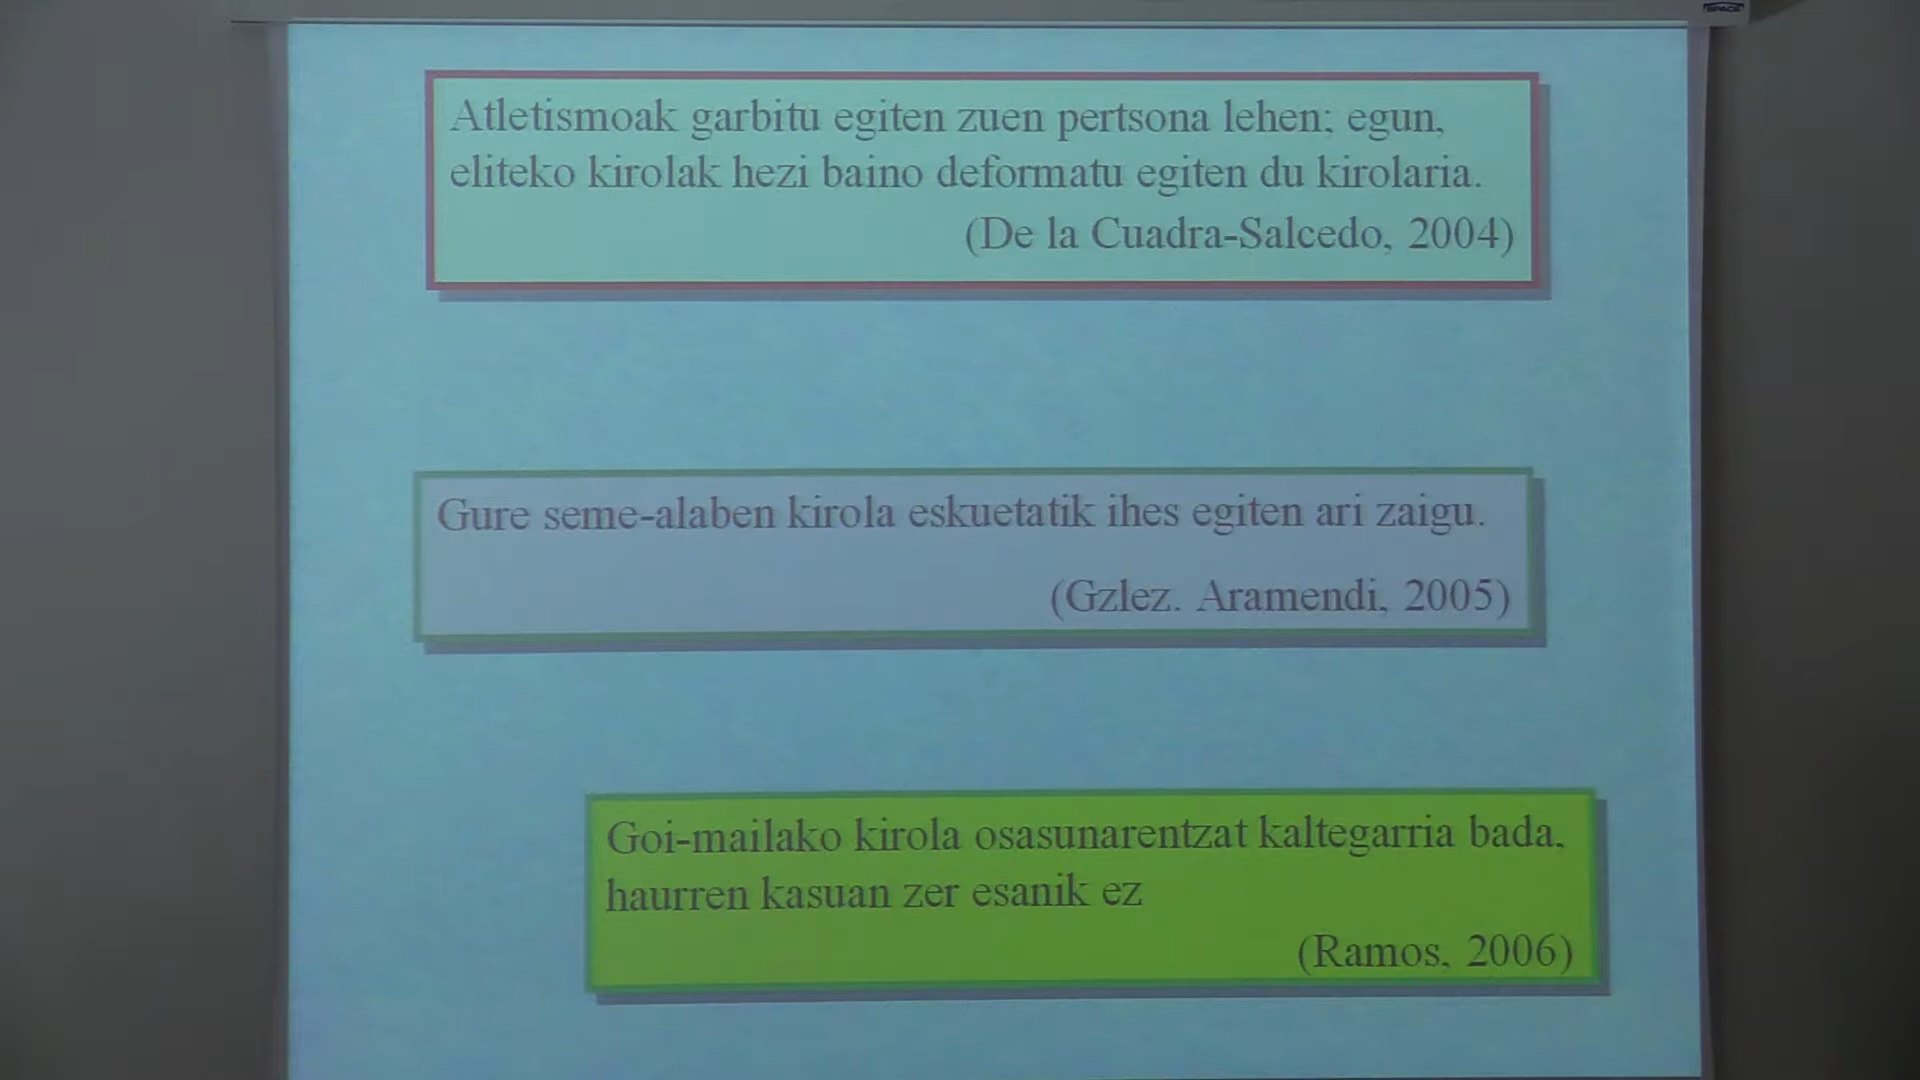 SPACE
Atletismoak garbitu egiten zuen pertsona lehen; egun,
eliteko kirolak hezi baino deformatu egiten du kirolaria.
(De la Cuadra-Salcedo, 2004)
Gure seme-alaben kirola eskuetatik ihes egiten ari zaigu.
(Gzlez. Aramendi, 2005)
Goi-mailako kirola osasunarentzat kaltegarria bada,
haurren kasuan zer esanik ez
(Ramos, 2006)